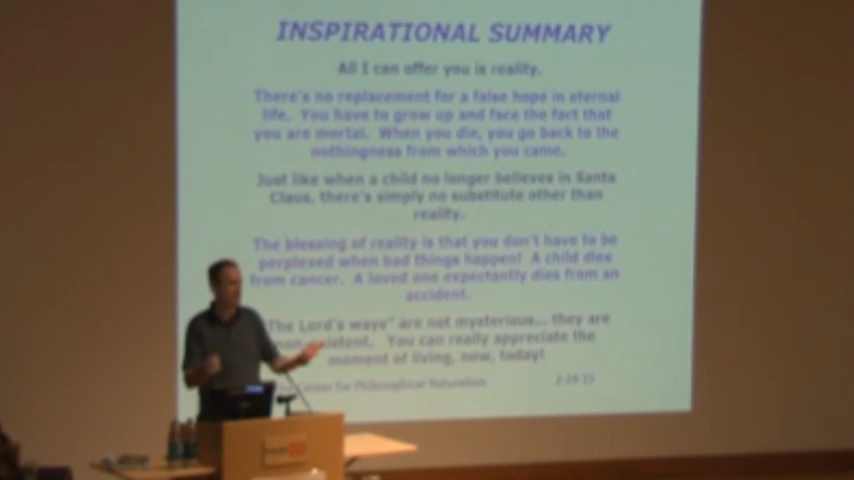 INSPIRATIONAL SUMMARY
All I can offer you is reality.
There's no replacement for a false hope in eternal
life. You have to grow up and face the fact that
you are mortal. When you die, you go back to the
nothingness from which you came.
Just like when a child no longer believes in Santa
Claus, there's simply no substitute other than
reality.
The blessing of reality is that you don't have to be
perplexed when bad things happen! A child dies
from cancer. A loved one expectantly dies from an
accident.
"The Lord's ways" are not mysterious... they are
You can really appreciate the
moment of living, now, today!
Center for Philosophical Naturalism